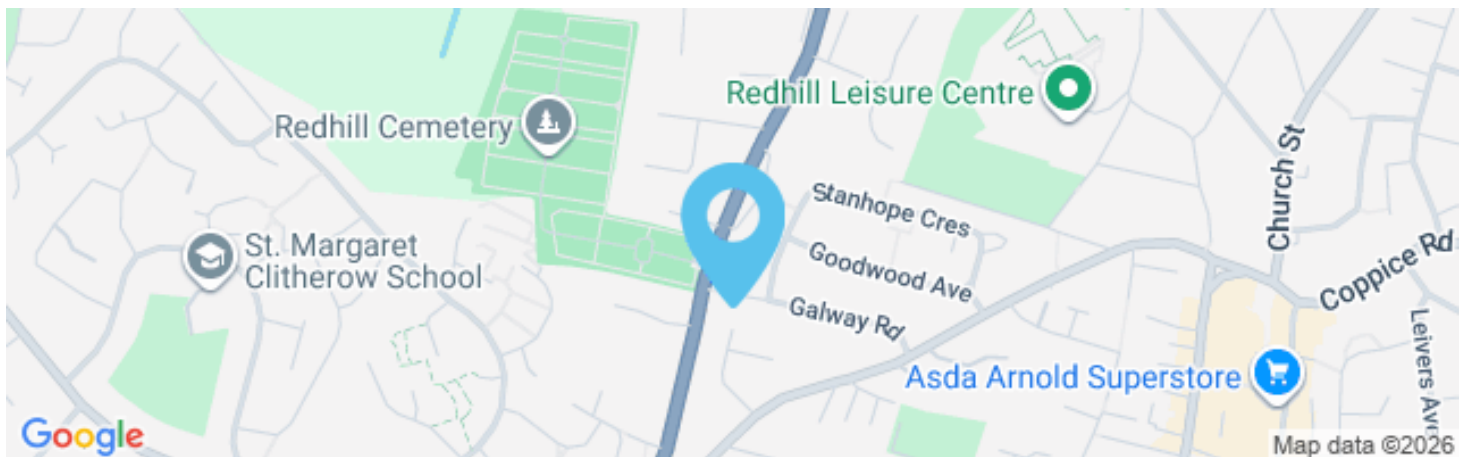 Redhill Leisure Centre
Redhill Cemetery
Church St
Stanhope Cres
St. Margaret
Clitherow School
Goodwood Ave
Coppice Rd
Galway Rd
Leivers Ave
Asda Arnold Superstore
Google
Map data ©2026